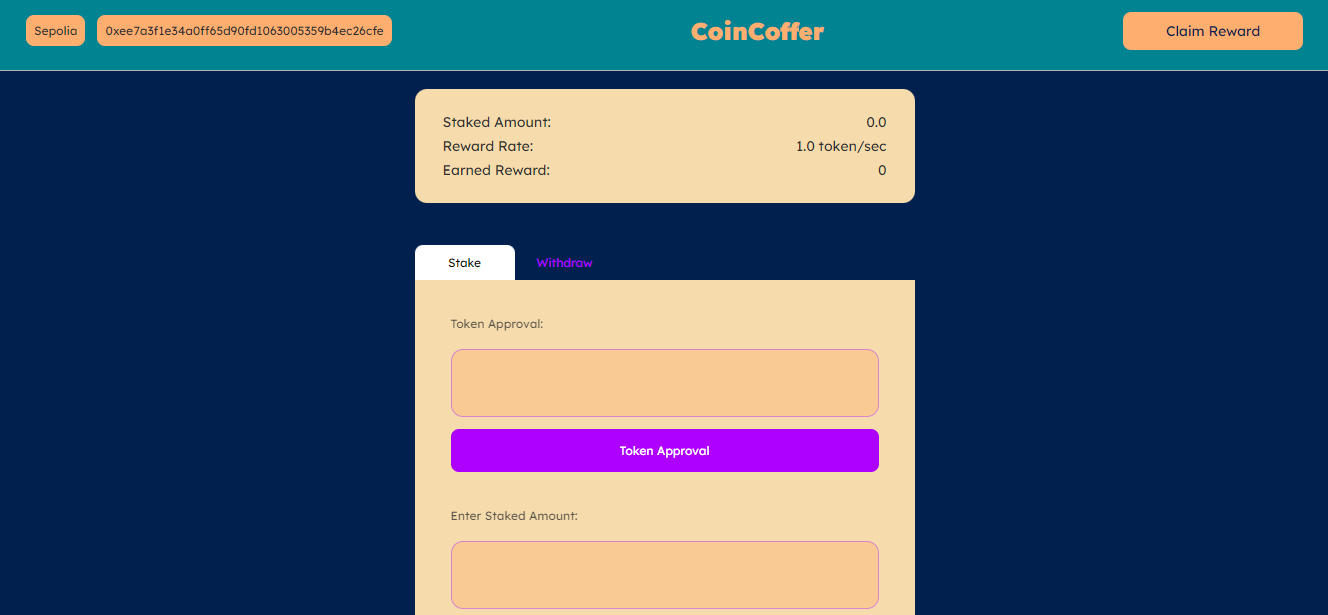 Sepolia 0xee7a3f1e34a0ff65d90fd1063005359b4ec26cfe CoinCoffer Claim Reward
Staked Amount: 0.0
Reward Rate: 1.0 token/sec
Earned Reward: 0
Stake Withdraw
Token Approval:
Token Approval
Enter Staked Amount: